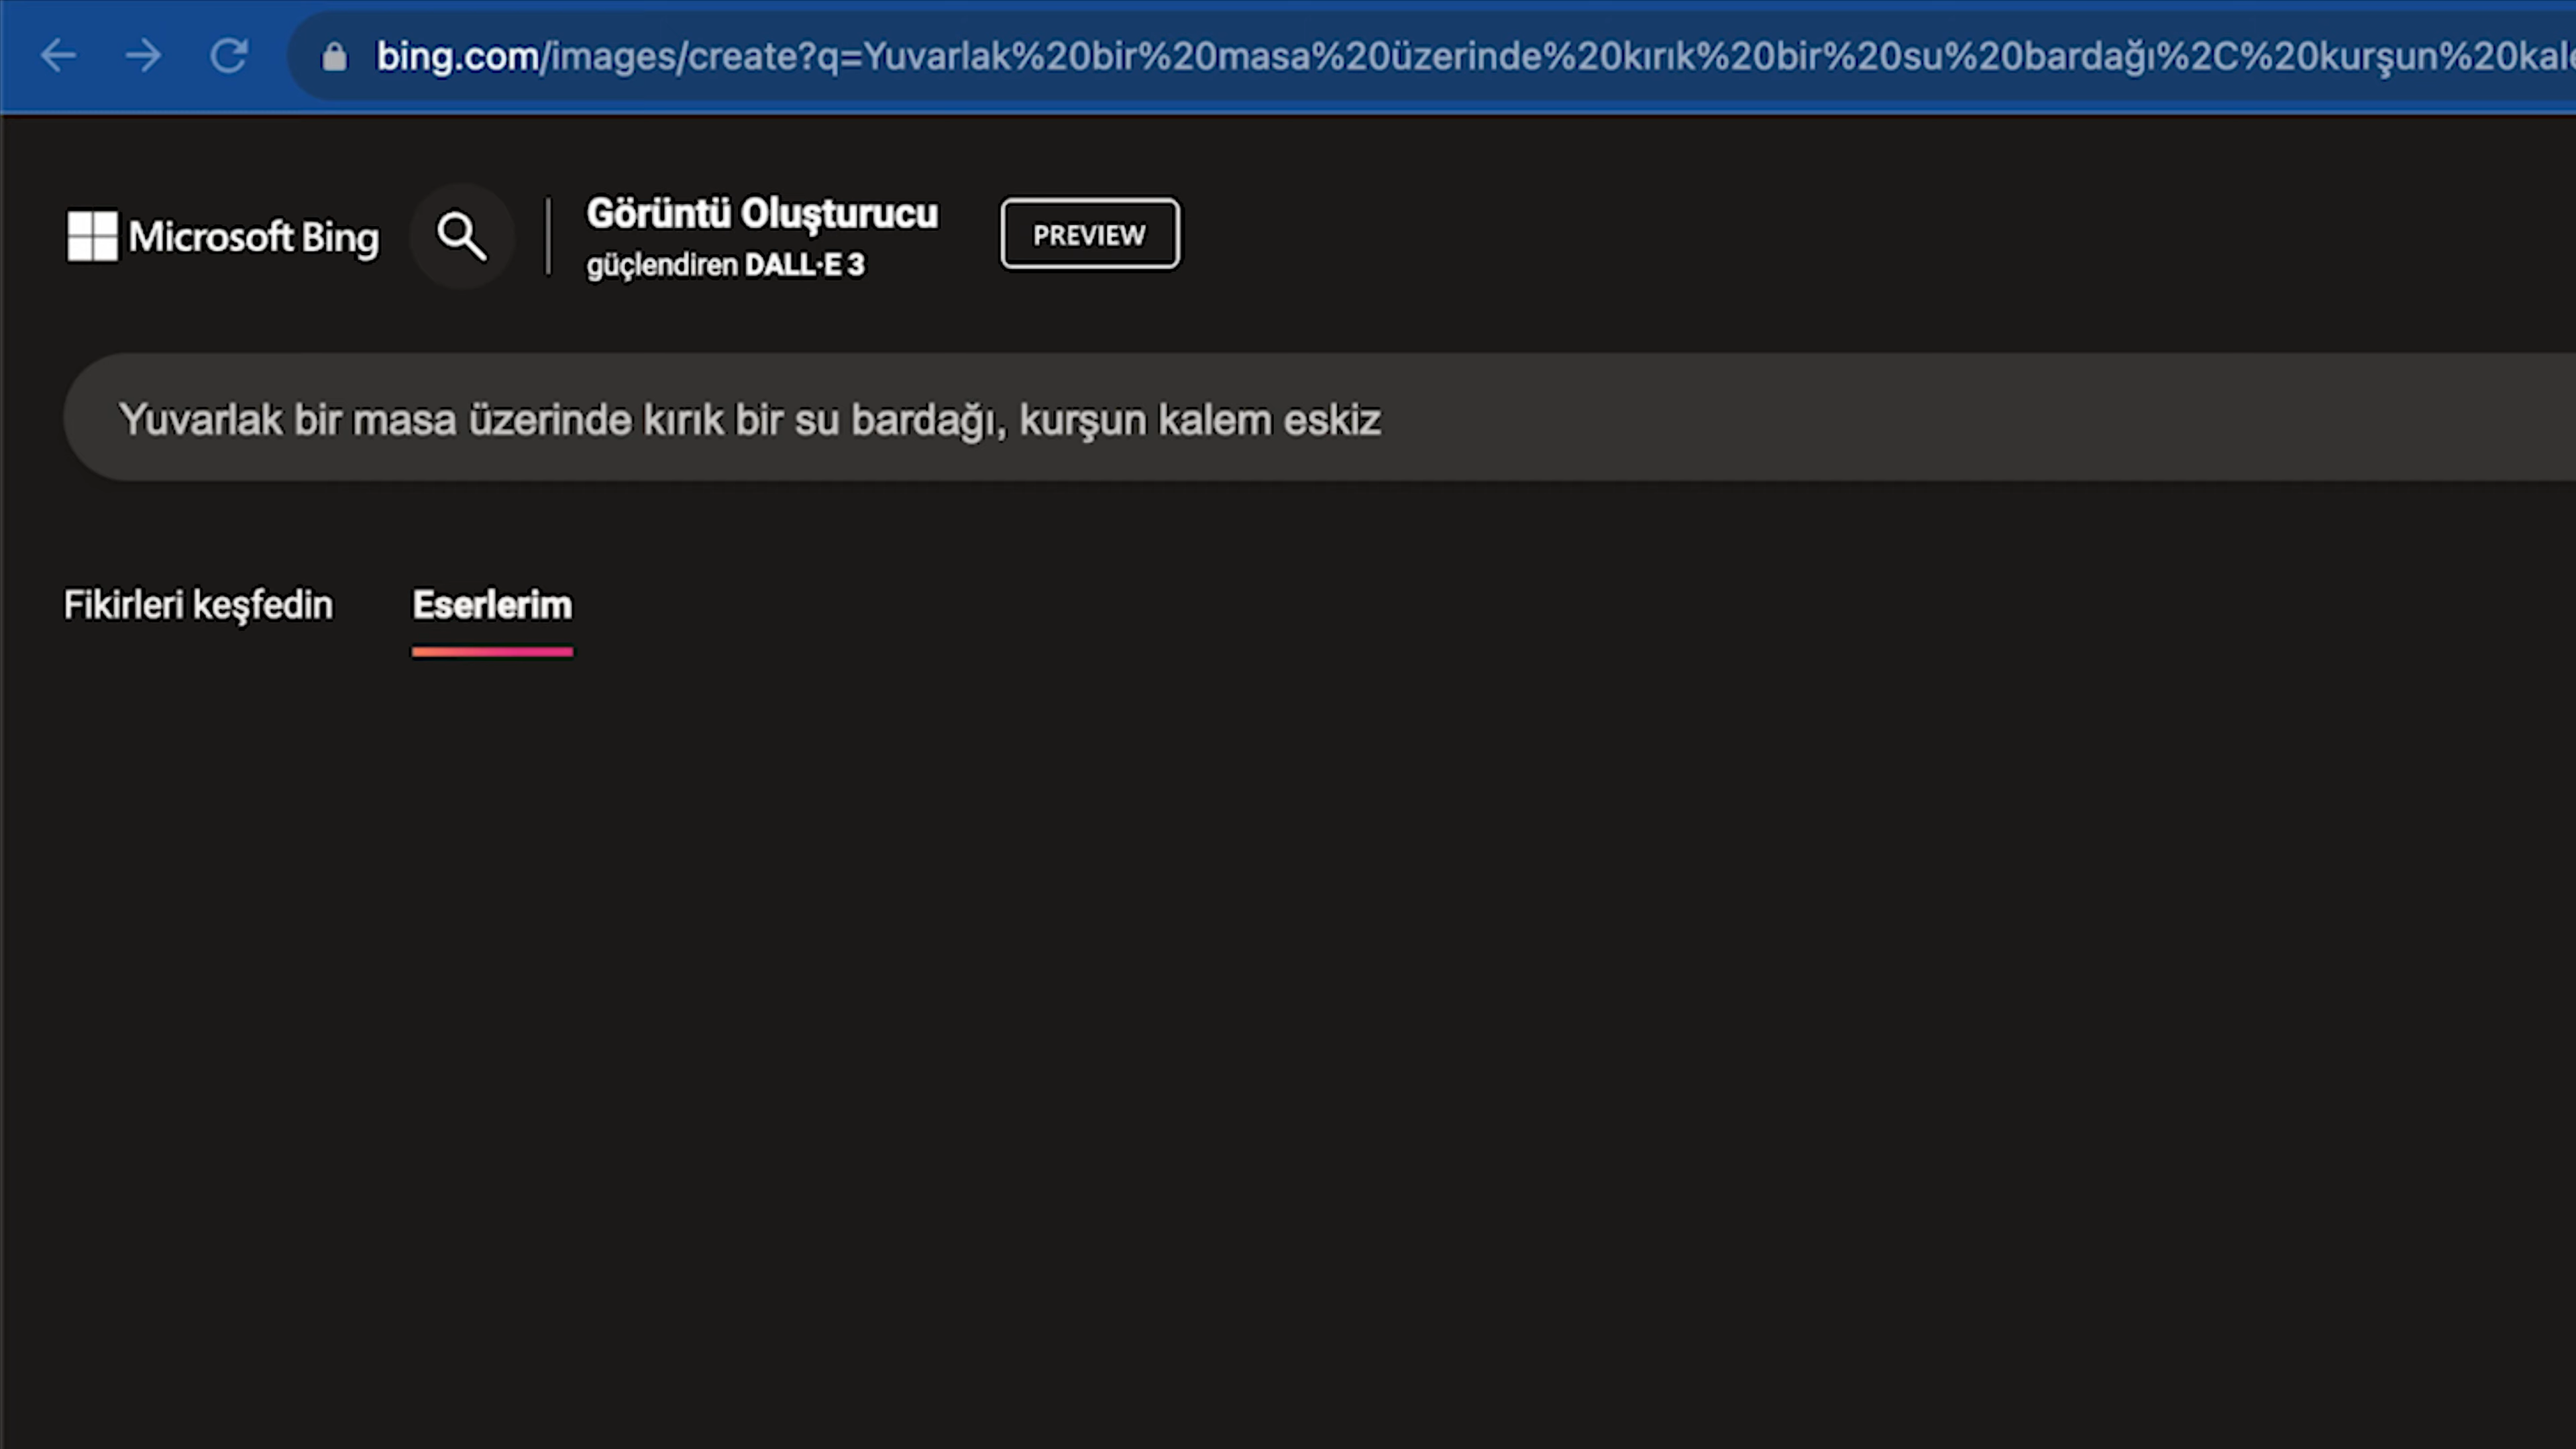 bing.com/images/create?q=Yuvarlak%20bir%20masa%20üzerinde%20kırık%20bir%20su%20bardağı%2C%20kurşun%20kale
Microsoft Bing
Görüntü Oluşturucu
güçlendiren DALL·E 3
PREVIEW
Yuvarlak bir masa üzerinde kırık bir su bardağı, kurşun kalem eskiz
Fikirleri keşfedin
Eserlerim